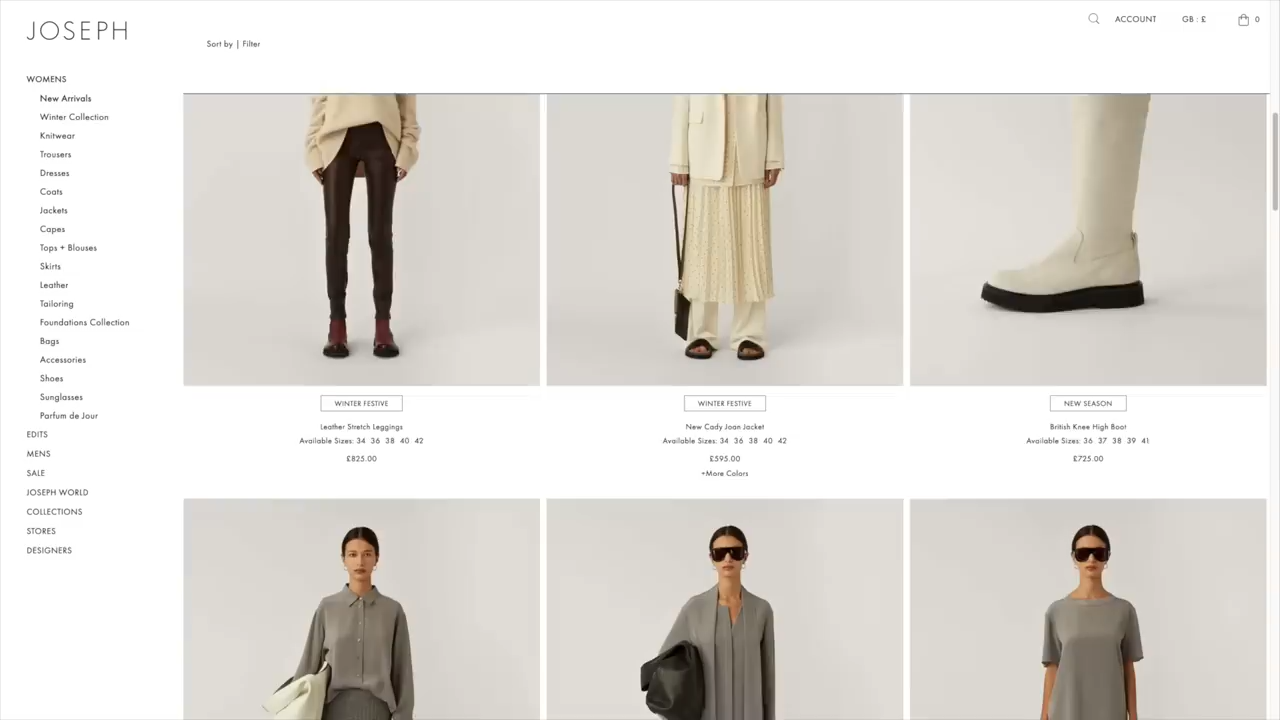 JOSEPH
ACCOUNT
GB : £
0
Sort by | Filter
WOMENS
New Arrivals
Winter Collection
Knitwear
Trousers
Dresses
Coats
Jackets
Capes
Tops + Blouses
Skirts
Leather
Tailoring
Foundations Collection
Bags
Accessories
Shoes
Sunglasses
Parfum de Jour
EDITS
MENS
SALE
JOSEPH WORLD
COLLECTIONS
STORES
DESIGNERS
WINTER FESTIVE
Leather Stretch Leggings
Available Sizes: 34 36 38 40 42
£825.00
WINTER FESTIVE
New Cady Joan Jacket
Available Sizes: 34 36 38 40 42
£595.00
+More Colors
NEW SEASON
British Knee High Boot
Available Sizes: 36 37 38 39 41
£725.00